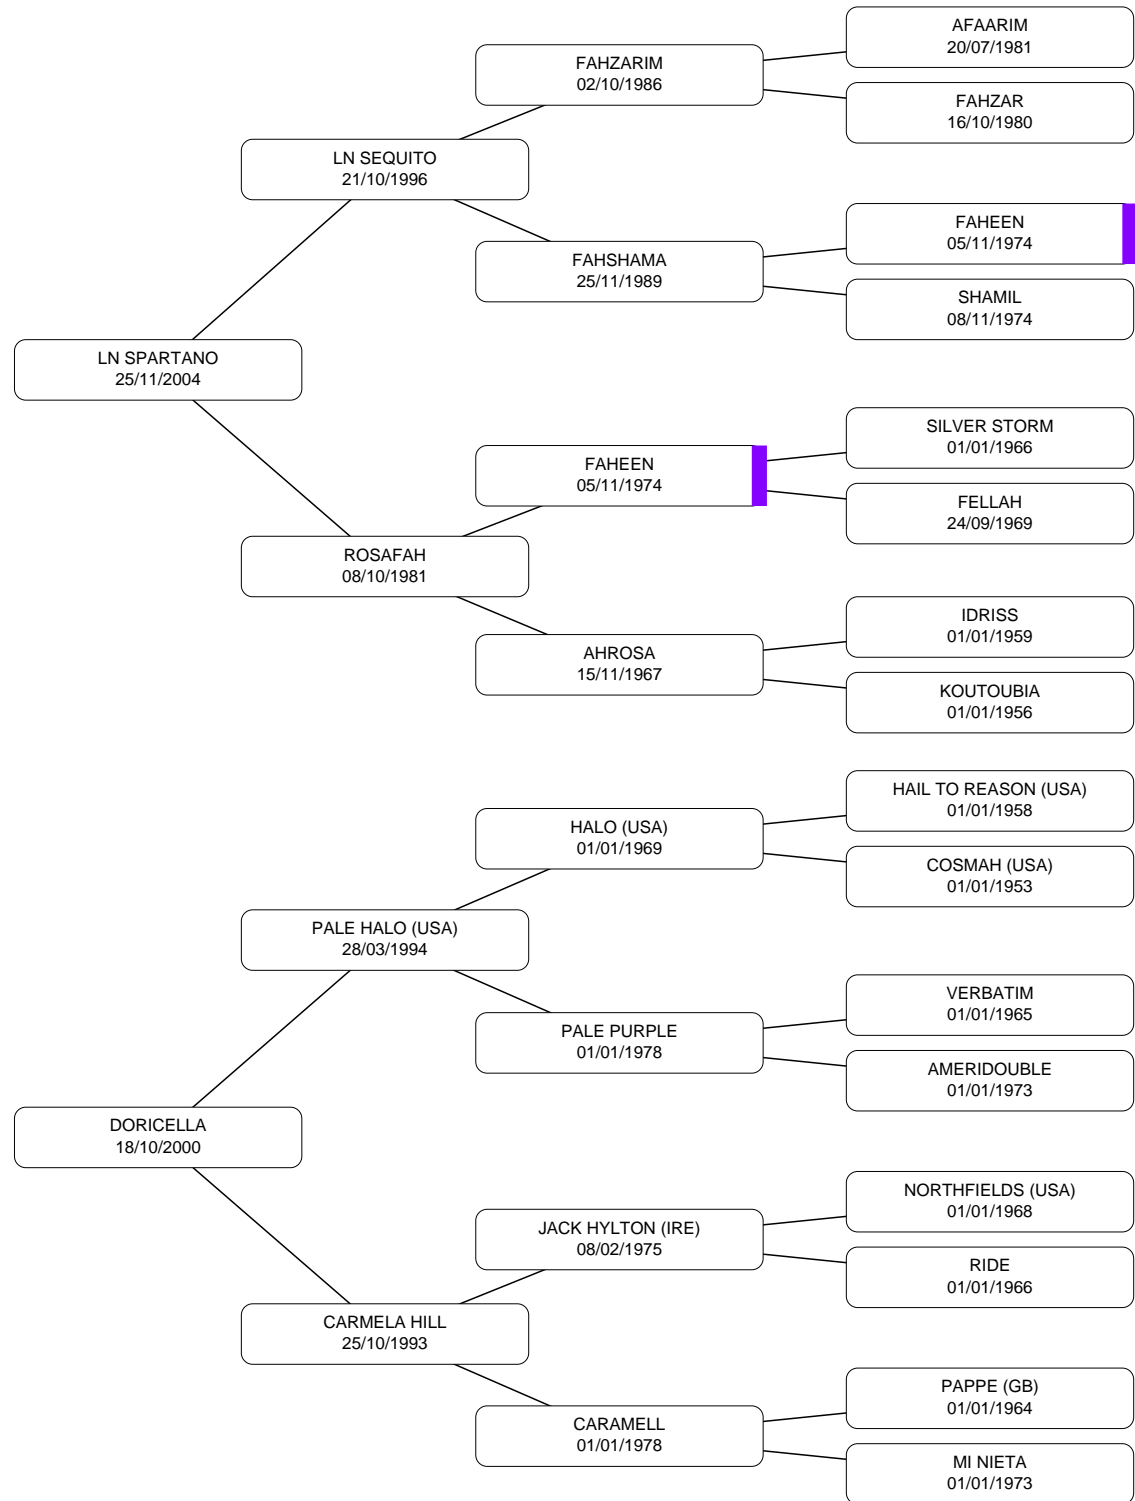 AFAARIM
20/07/1981
FAHZARIM
02/10/1986
FAHZAR
16/10/1980
LN SEQUITO
21/10/1996
FAHEEN
05/11/1974
FAHSHAMA
25/11/1989
SHAMIL
08/11/1974
LN SPARTANO
25/11/2004
SILVER STORM
01/01/1966
FAHEEN
05/11/1974
FELLAH
24/09/1969
ROSAFAH
08/10/1981
IDRISS
01/01/1959
AHROSA
15/11/1967
KOUTOUBIA
01/01/1956
HAIL TO REASON (USA)
01/01/1958
HALO (USA)
01/01/1969
COSMAH (USA)
01/01/1953
PALE HALO (USA)
28/03/1994
VERBATIM
01/01/1965
PALE PURPLE
01/01/1978
AMERIDOUBLE
01/01/1973
DORICELLA
18/10/2000
NORTHFIELDS (USA)
01/01/1968
JACK HYLTON (IRE)
08/02/1975
RIDE
01/01/1966
CARMELA HILL
25/10/1993
PAPPE (GB)
01/01/1964
CARAMELL
01/01/1978
MI NIETA
01/01/1973